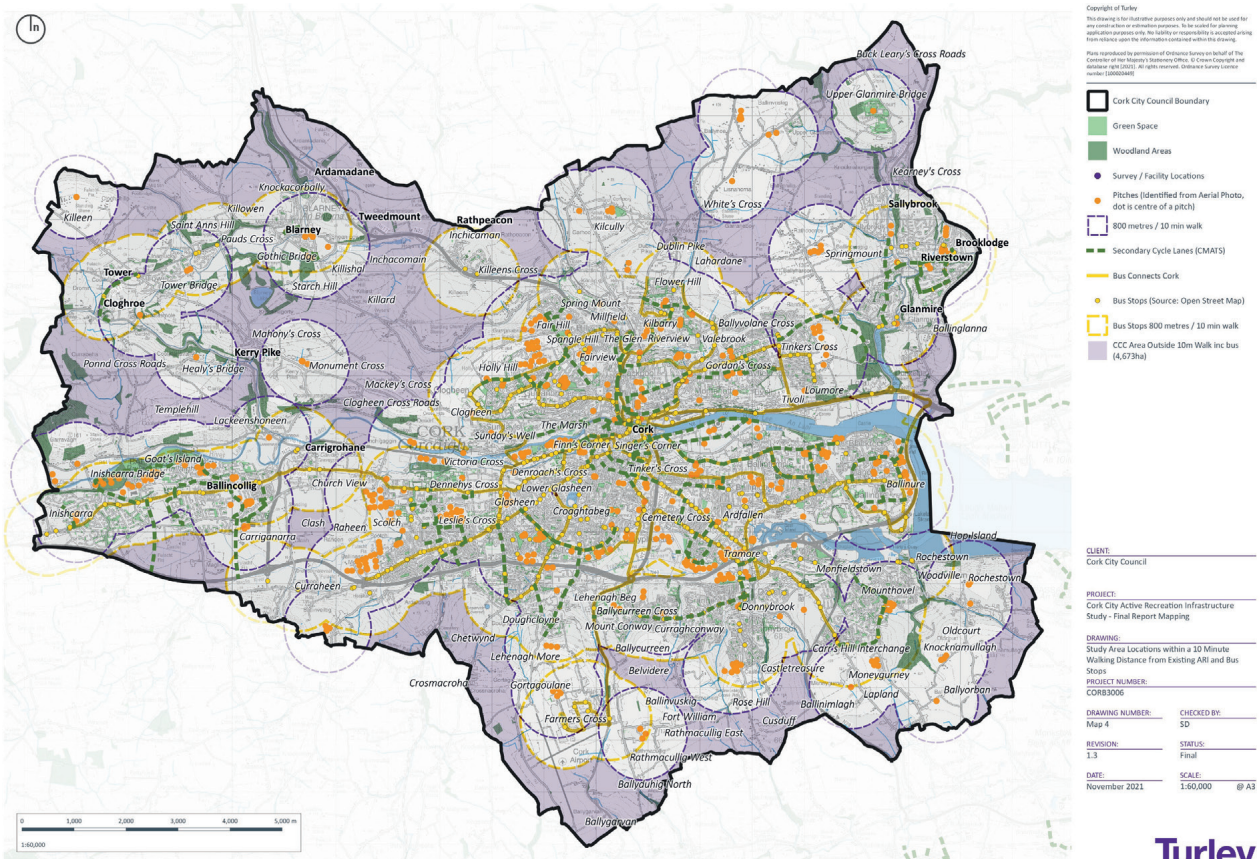 Copyright of Turley
This drawing is for illustrative purposes only and should not be used for
any construction or estimation purposes. To be scaled for planning
application purposes only. No liability or responsibility is accepted arising
from reliance upon the information contained within this drawing.
Plans reproduced by permission of Ordnance Survey on behalf of The
Controller of Her Majesty's Stationery Office. © Crown Copyright and
database right [2021]. All rights reserved. Ordnance Survey Licence
number [100020449]
Cork City Council Boundary
Green Space
Woodland Areas
Survey / Facility Locations
Pitches (Identified from Aerial Photo,
dot is centre of a pitch)
800 metres / 10 min walk
Secondary Cycle Lanes (CMATS)
Bus Connects Cork
Bus Stops (Source: Open Street Map)
Bus Stops 800 metres / 10 min walk
CCC Area Outside 10m Walk inc bus
(4,673ha)
CLIENT:
Cork City Council
PROJECT:
Cork City Active Recreation Infrastructure
Study - Final Report Mapping
DRAWING:
Study Area Locations within a 10 Minute
Walking Distance from Existing ARI and Bus
Stops
PROJECT NUMBER:
CORB3006
DRAWING NUMBER: CHECKED BY:
Map 4 SD
REVISION: STATUS:
1.3 Final
DATE: SCALE:
November 2021 1:60,000 @ A3
Turley
n
Buck Leary's Cross Roads
Upper Glanmire Bridge
Kearney's Cross
Ardamadane
Knockacorbally
Killeen
Killowen
Saint Anns Hill
Blarney
Tweedmount
Rathpeacon
White's Cross
Sallybrook
Pauds Cross
Gothic Bridge
Inchacomain
Inchicaman
Kilcully
Dublin Pike
Lahardane
Springmount
Brooklodge
Riverstown
Tower
Tower Bridge
Starch Hill
Killishal
Killeens Cross
Flower Hill
Cloghroe
Killard
Spring Mount
Millfield
Glanmire
Ballinglanna
Mahony's Cross
Fair Hill
Kilbarry
Ballyvolane Cross
Spangle Hill
The Glen
Riverview
Valebrook
Tinkers Cross
Kerry Pike
Ponnd Cross Roads
Healy's Bridge
Monument Cross
Fairview
Holly Hill
Gordan's Cross
Mackey's Cross
Loumore
Clogheen Cross Roads
Clogheen
Tivoli
Templehill
Lackeenshoneen
The Marsh
Cork
CORK
Sunday's Well
Finn's Corner
Singer's Corner
Carrigrohane
Goat's Island
Victoria Cross
Inishcarra Bridge
Ballincollig
Church View
Dennehys Cross
Denroach's Cross
Lower Glasheen
Tinker's Cross
Ballinure
Inishcarra
Glasheen
Croaghtabeg
Cemetery Cross
Ardfallen
Clash
Raheen
Scolch
Leslie's Cross
Carriganarra
Hop Island
Tramore
Rochestown
Monfieldstown
Woodville
Rochestown
Curraheen
Lehenagh Beg
Mounthovel
Ballycurreen Cross
Donnybrook
Doughcloyne
Mount Conway
Curraghconway
Chetwynd
Ballycurreen
Carr's Hill Interchange
Oldcourt
Lehenagh More
Knocknamullagh
Belvidere
Castletreasure
Moneygurney
Crosmacroha
Gortagoulane
Ballinvuskig
Rose Hill
Lapland
Ballyorban
Farmers Cross
Fort William
Ballinimlagh
Cusduff
Rathmacullig East
Cork
Airport
Rathmacullig West
Ballyauhig North
Ballygarvan
0 1,000 2,000 3,000 4,000 5,000 m
1:60,000